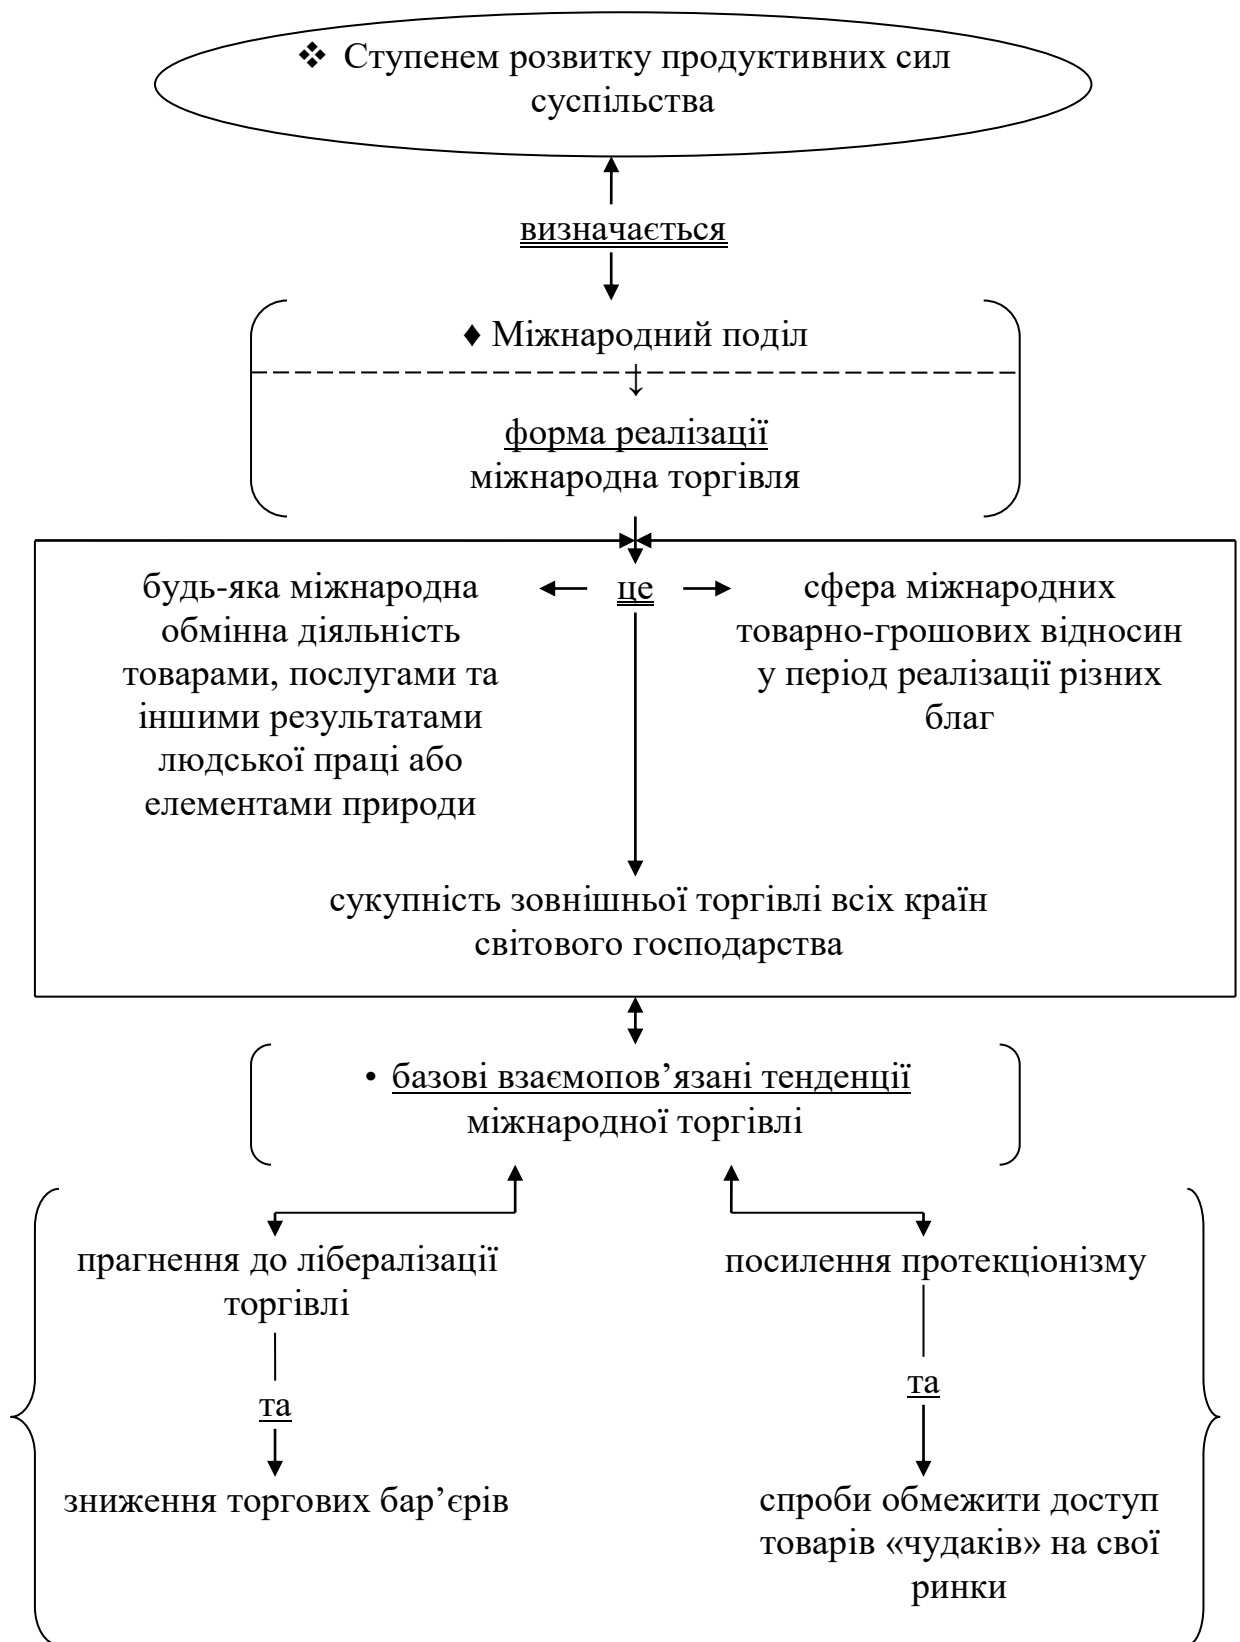 ❖ Ступенем розвитку продуктивних сил
суспільства
визначається
♦ Міжнародний поділ
↓
форма реалізації
міжнародна торгівля
це
будь-яка міжнародна
обмінна діяльність
товарами, послугами та
іншими результатами
людської праці або
елементами природи
сфера міжнародних
товарно-грошових відносин
у період реалізації різних
благ
сукупність зовнішньої торгівлі всіх країн
світового господарства
• базові взаємопов’язані тенденції
міжнародної торгівлі
прагнення до лібералізації
торгівлі
та
зниження торгових бар’єрів
посилення протекціонізму
та
спроби обмежити доступ
товарів «чудаків» на свої
ринки